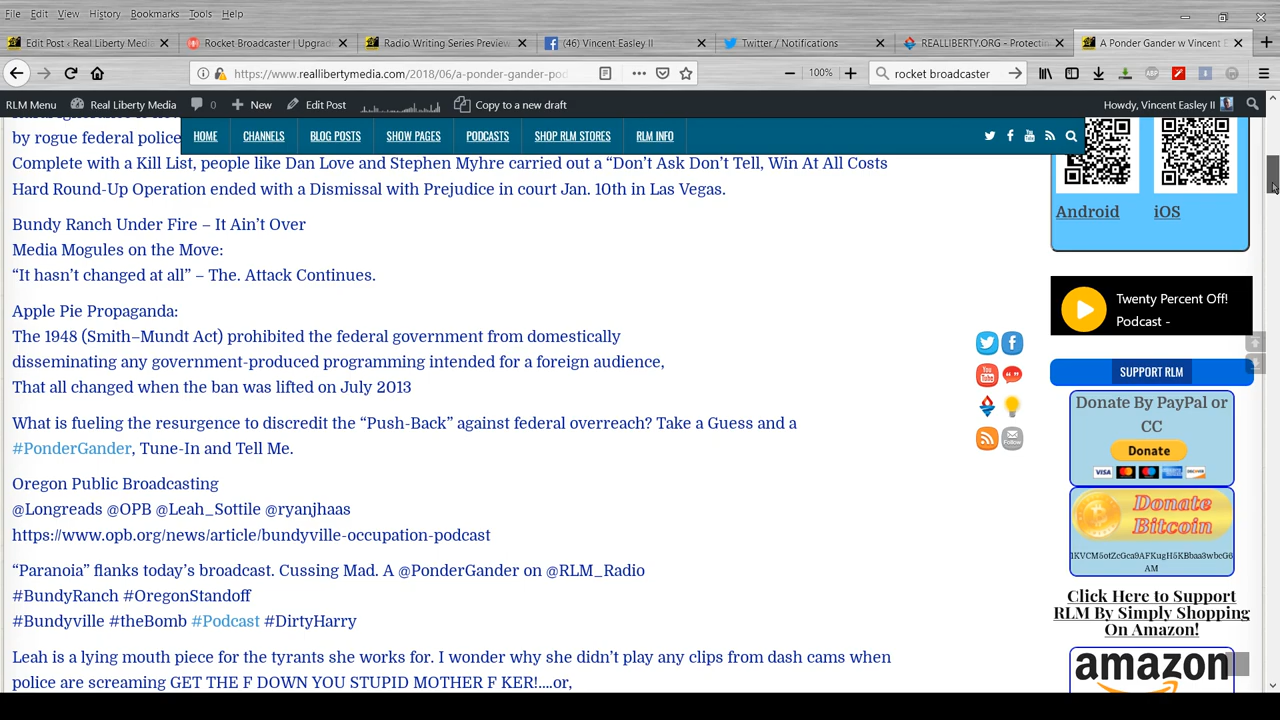 File Edit View History Bookmarks Tools Help
Edit Post ‹ Real Liberty Medi
Rocket Broadcaster | Upgrad
Radio Writing Series Preview
(46) Vincent Easley II
Twitter / Notifications
REALLIBERTY.ORG - Protectin
A Ponder Gander w Vincent E
https://www.reallibertymedia.com/2018/06/a-ponder-gander-pod
100%
rocket broadcaster
ABP
RLM Menu Real Liberty Media 0 New Edit Post Copy to a new draft Howdy, Vincent Easley II
HOME CHANNELS BLOG POSTS SHOW PAGES PODCASTS SHOP RLM STORES RLM INFO
by rogue federal police
Complete with a Kill List, people like Dan Love and Stephen Myhre carried out a “Don’t Ask Don’t Tell, Win At All Costs
Hard Round-Up Operation ended with a Dismissal with Prejudice in court Jan. 10th in Las Vegas.
Bundy Ranch Under Fire – It Ain’t Over
Media Mogules on the Move:
“It hasn’t changed at all” – The. Attack Continues.
Apple Pie Propaganda:
The 1948 (Smith–Mundt Act) prohibited the federal government from domestically
disseminating any government-produced programming intended for a foreign audience,
That all changed when the ban was lifted on July 2013
What is fueling the resurgence to discredit the “Push-Back” against federal overreach? Take a Guess and a
#PonderGander, Tune-In and Tell Me.
Oregon Public Broadcasting
@Longreads @OPB @Leah_Sottile @ryanjhaas
https://www.opb.org/news/article/bundyville-occupation-podcast
“Paranoia” flanks today’s broadcast. Cussing Mad. A @PonderGander on @RLM_Radio
#BundyRanch #OregonStandoff
#Bundyville #theBomb #Podcast #DirtyHarry
Leah is a lying mouth piece for the tyrants she works for. I wonder why she didn’t play any clips from dash cams when
police are screaming GET THE F DOWN YOU STUPID MOTHER F KER!....or,
You
Tube
Follow
Android iOS
Twenty Percent Off!
Podcast -
SUPPORT RLM
Donate By PayPal or
CC
Donate
VISA
Donate
Bitcoin
1KVCM5otZcGca9AFKugH5KBbaa3wbcG6
AM
Click Here to Support
RLM By Simply Shopping
On Amazon!
amazon